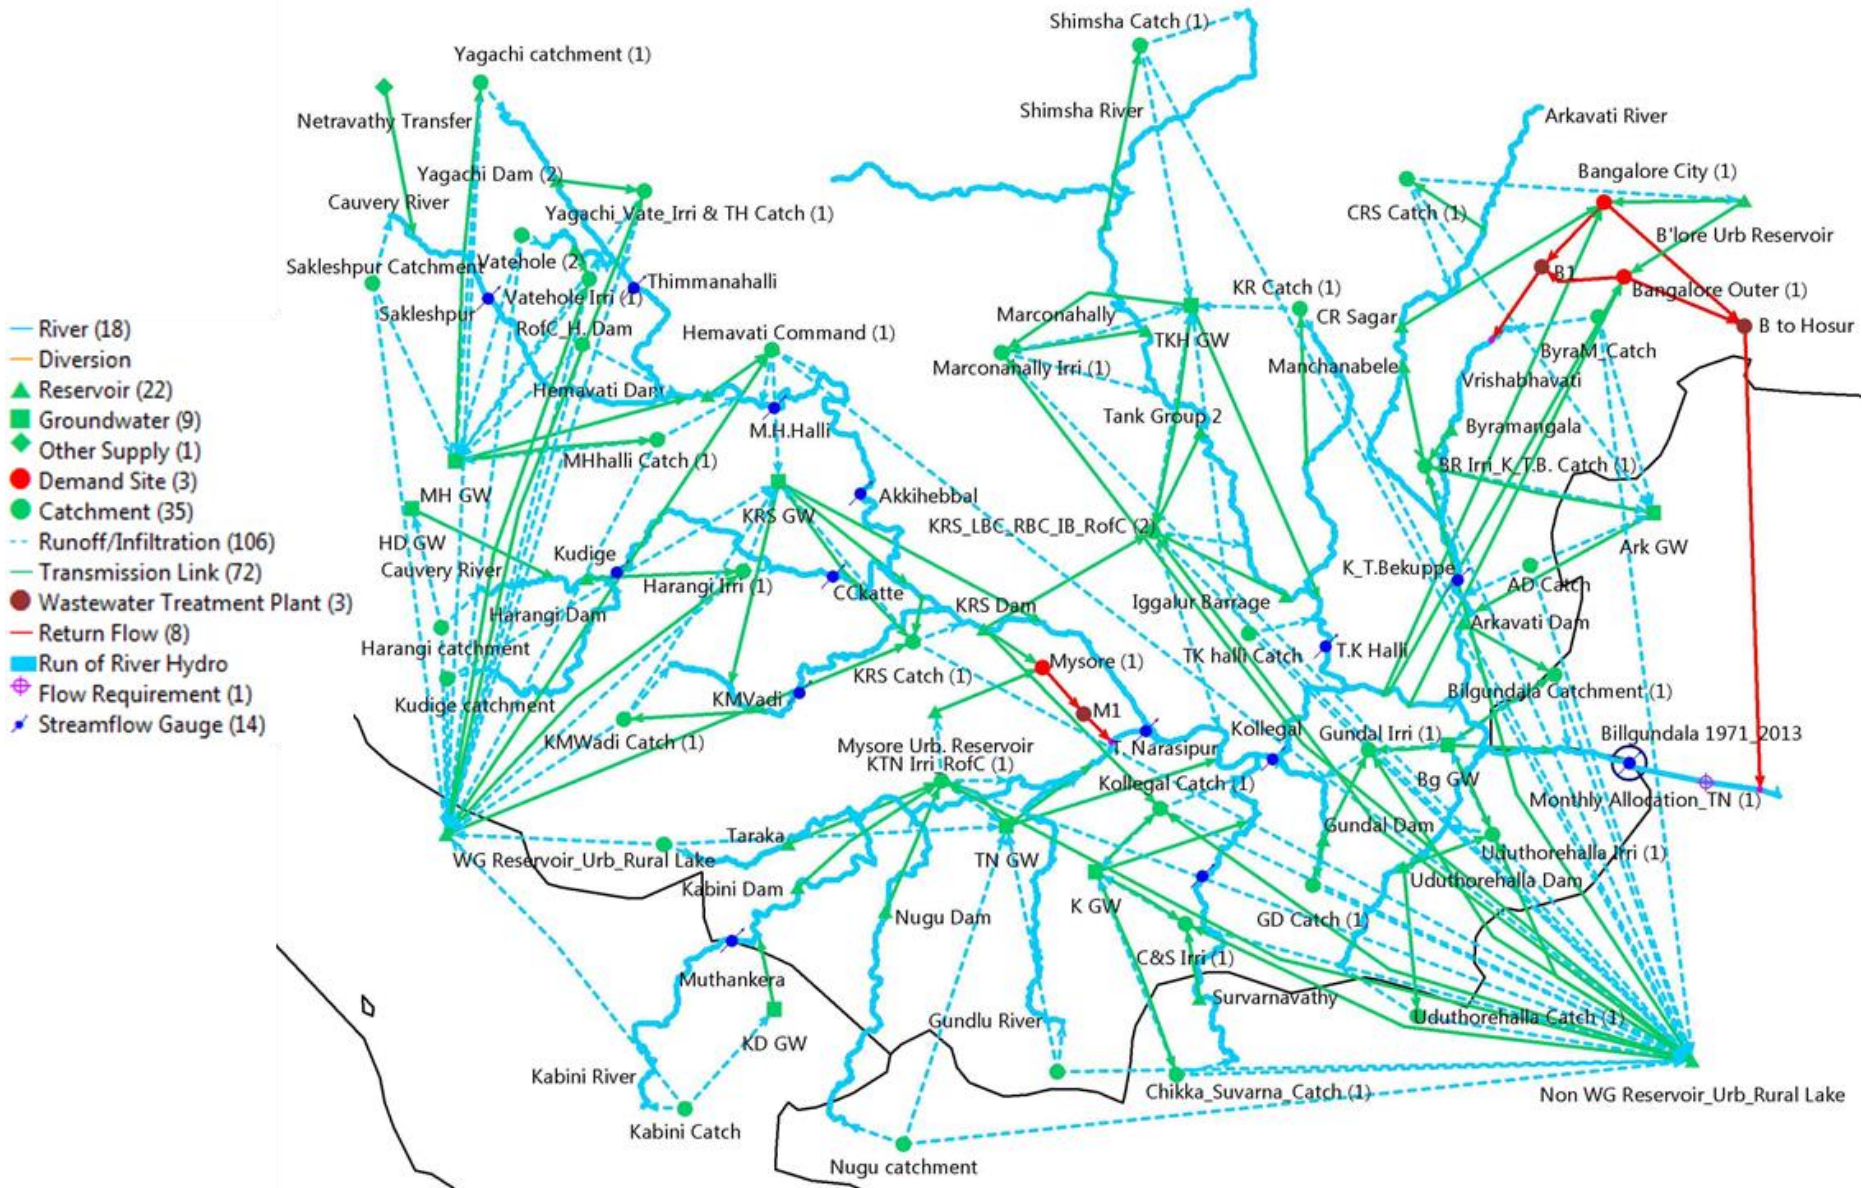 Shimsha Catch (1)
Yagachi catchment (1)
Shimsha River
Arkavati River
Netravathy Transfer
Yagachi Dam (2)
Bangalore City (1)
Cauvery River
Yagachi_Vate_Irri & TH Catch (1)
CRS Catch (1)
B'lore Urb Reservoir
Sakleshpur Catchment
Vatehole (2)
Thimmanahalli
B1
Vatehole Irri (1)
KR Catch (1)
Bangalore Outer (1)
Sakleshpur
Marconahally
CR Sagar
River (18)
RofC_H. Dam
Hemavati Command (1)
TKH GW
B to Hosur
Diversion
ByraM_Catch
Reservoir (22)
Marconanally Irri (1)
Manchanabele
Groundwater (9)
Hemavati Dam
Vrishabhavati
Other Supply (1)
M.H.Halli
Tank Group 2
Byramangala
Demand Site (3)
MHhalli Catch (1)
BR Irri_K_T.B. Catch (1)
Catchment (35)
MH GW
Akkihebbal
Runoff/Infiltration (106)
HD GW
KRS GW
KRS_LBC_RBC_IB_RofC (2)
Ark GW
Transmission Link (72)
Cauvery River
Kudige
K_T.Bekuppe
Wastewater Treatment Plant (3)
Harangi Irri (1)
CCkatte
AD Catch
Return Flow (8)
Harangi Dam
KRS Dam
Iggalur Barrage
Arkavati Dam
Run of River Hydro
Harangi catchment
Mysore (1)
TK halli Catch
T.K Halli
Flow Requirement (1)
KRS Catch (1)
Bilgundala Catchment (1)
Streamflow Gauge (14)
Kudige catchment
KMVadi
M1
KMWadi Catch (1)
Mysore Urb. Reservoir
T. Narasipur
Kollegal
Gundal Irri (1)
Billgundala 1971_2013
KTN Irri_RofC (1)
Kollegal Catch (1)
Bg GW
Monthly Allocation_TN (1)
Taraka
Gundal Dam
WG Reservoir_Urb_Rural Lake
TN GW
Uduthorehalla Irri (1)
Kabini Dam
Uduthorehalla Dam
Nugu Dam
K GW
GD Catch (1)
C&S Irri (1)
Muthankera
Survarnavathy
Gundlu River
Uduthorehalla Catch (1)
KD GW
Kabini River
Chikka_Suvarna_Catch (1)
Non WG Reservoir_Urb_Rural Lake
Kabini Catch
Nugu catchment